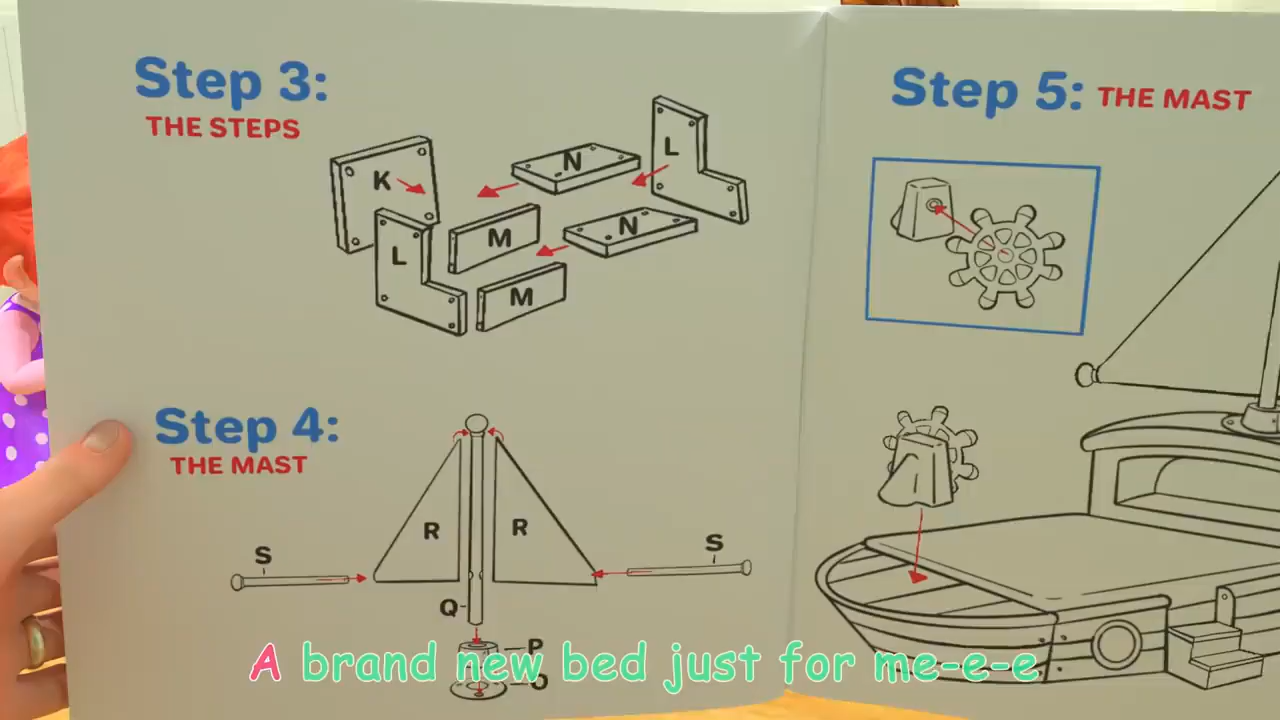 Step 3:
THE STEPS
K
N
L
L
M
N
M
Step 4:
THE MAST
R
R
S
S
Q
P
O
Step 5: THE MAST
A brand new bed just for me-e-e